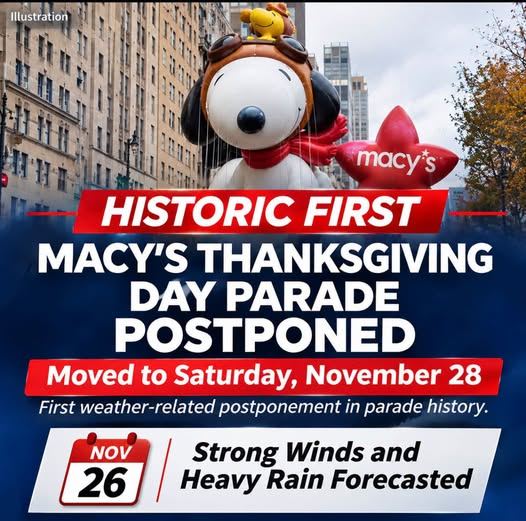 Illustration
macy's
HISTORIC FIRST
MACY'S THANKSGIVING
DAY PARADE
POSTPONED
Moved to Saturday, November 28
First weather-related postponement in parade history.
NOV
26
Strong Winds and
Heavy Rain Forecasted